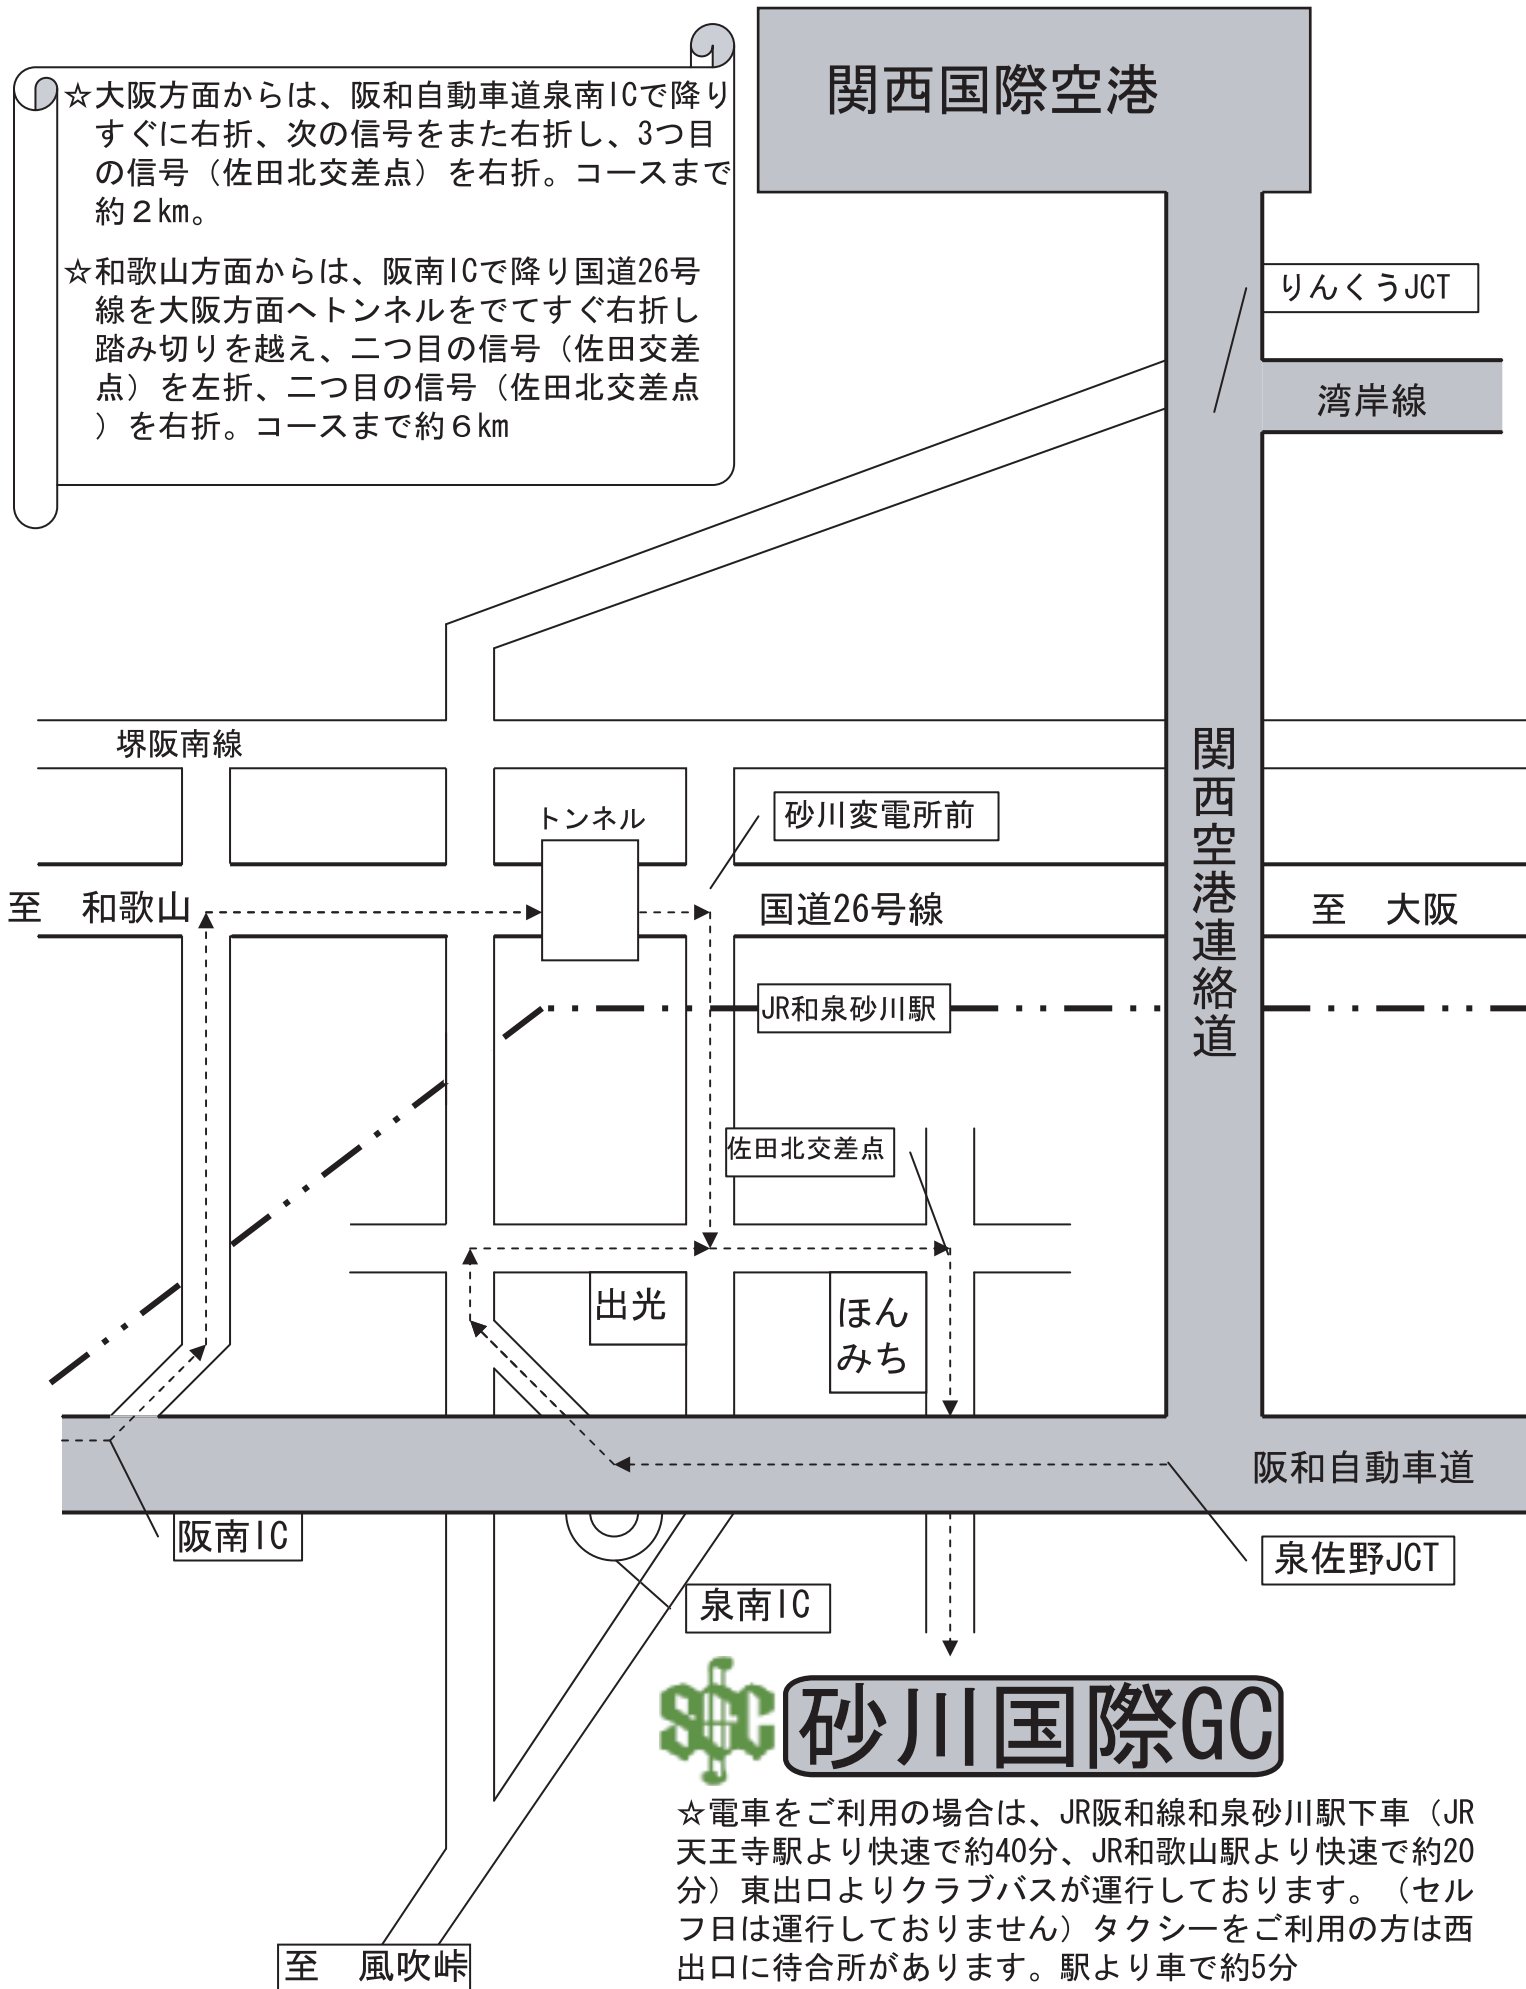 関西国際空港
☆大阪方面からは、阪和自動車道泉南ICで降り
すぐに右折、次の信号をまた右折し、3つ目
の信号（佐田北交差点）を右折。コースまで
約２km。
☆和歌山方面からは、阪南ICで降り国道26号
線を大阪方面へトンネルをでてすぐ右折し
踏み切りを越え、二つ目の信号（佐田交差
点）を左折、二つ目の信号（佐田北交差点
）を右折。コースまで約６km
りんくうJCT
湾岸線
堺阪南線
関西空港連絡道
トンネル
砂川変電所前
至　和歌山
国道26号線
至　大阪
JR和泉砂川駅
佐田北交差点
出光
ほん
みち
阪和自動車道
阪南IC
泉佐野JCT
泉南IC
砂川国際GC
☆電車をご利用の場合は、JR阪和線和泉砂川駅下車（JR
天王寺駅より快速で約40分、JR和歌山駅より快速で約20
分）東出口よりクラブバスが運行しております。（セル
フ日は運行しておりません）タクシーをご利用の方は西
出口に待合所があります。駅より車で約5分
至　風吹峠